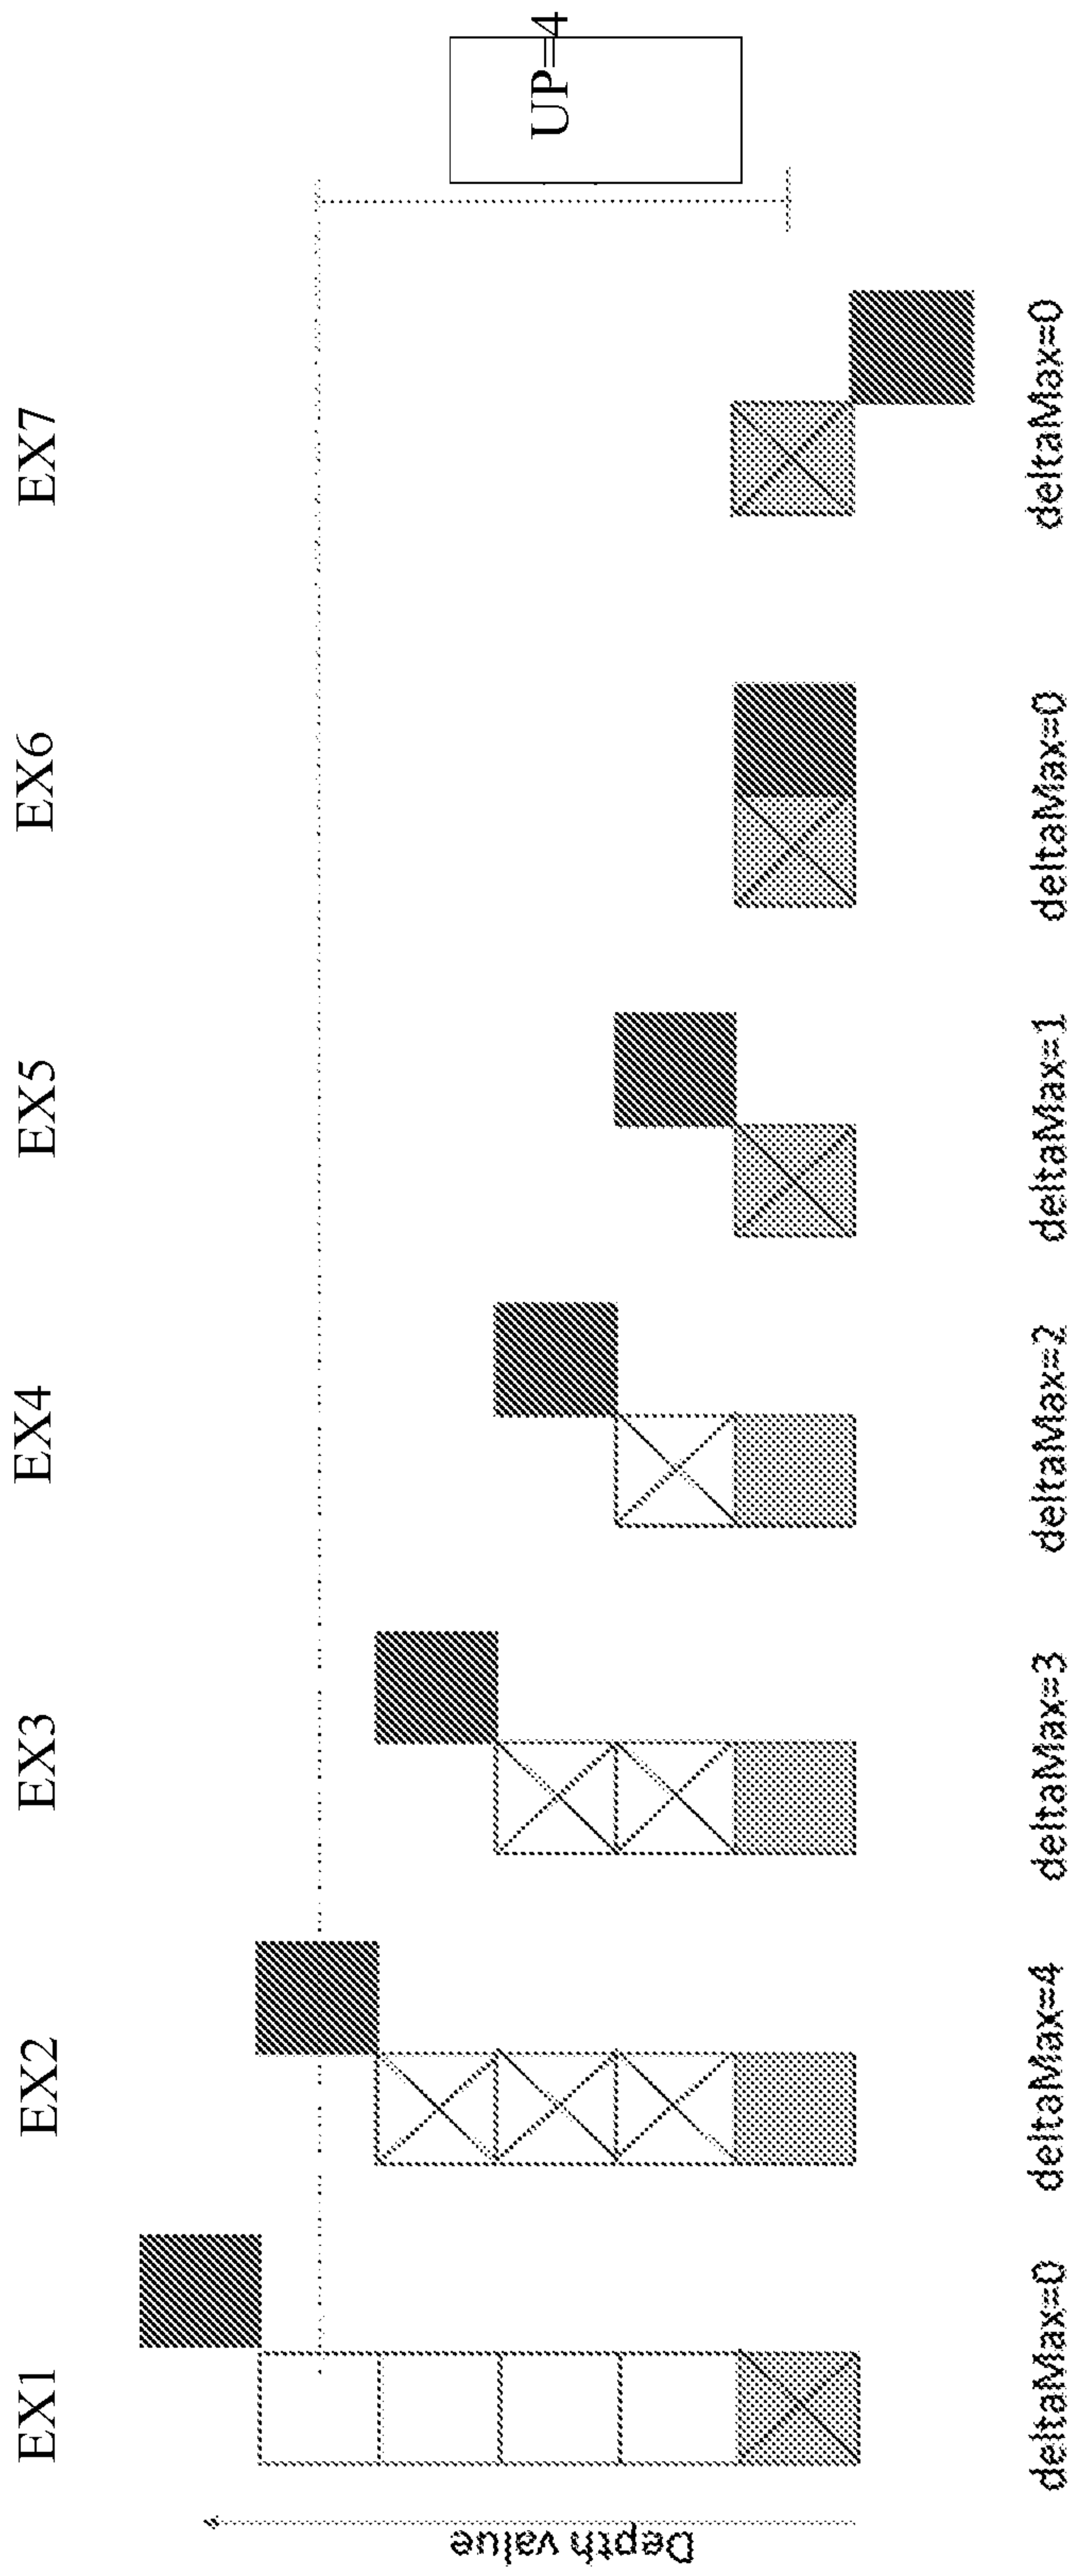 EX1 EX2 EX3 EX4 EX5 EX6 EX7
UP=4
Depth value
deltaMax=0 deltaMax=4 deltaMax=3 deltaMax=2 deltaMax=1 deltaMax=0 deltaMax=0